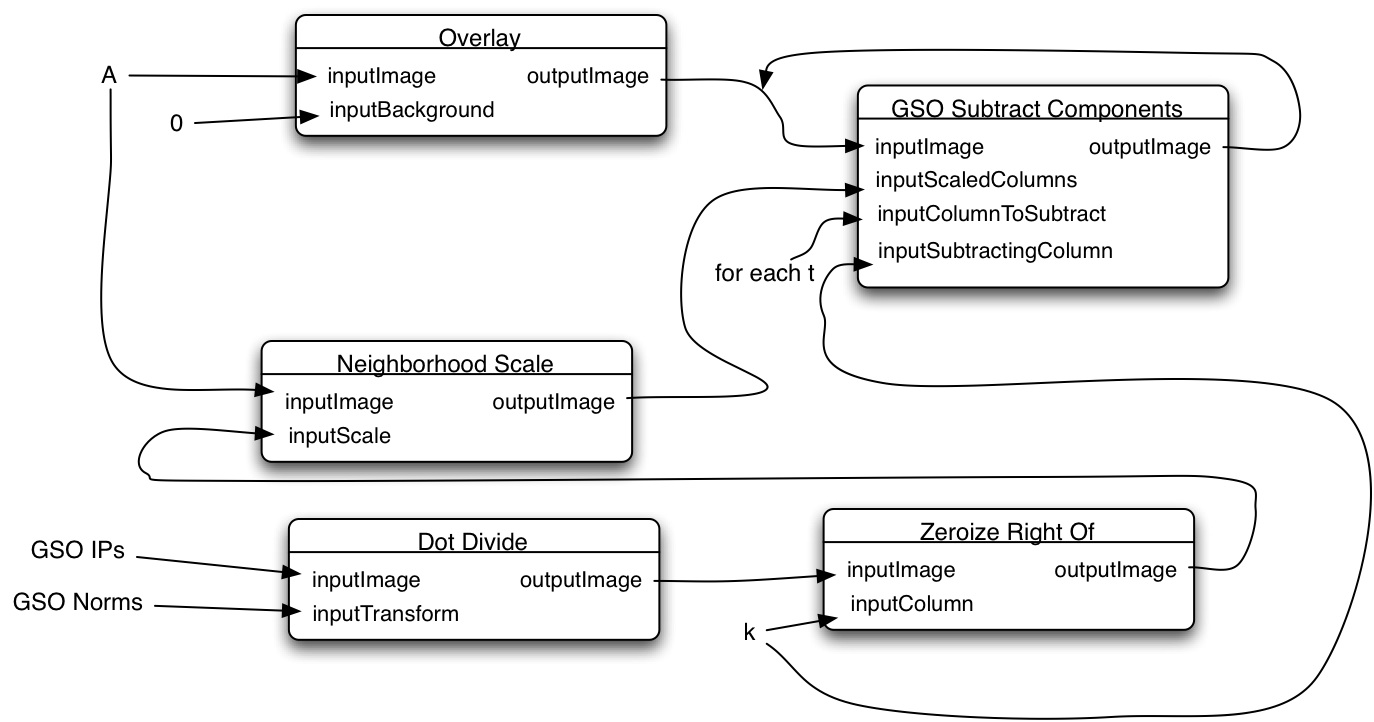 Overlay
A
inputImage outputImage
0
inputBackground
GSO Subtract Components
inputImage outputImage
inputScaledColumns
inputColumnToSubtract
inputSubtractingColumn
for each t
Neighborhood Scale
inputImage outputImage
inputScale
Dot Divide
GSO IPs
inputImage outputImage
GSO Norms
inputTransform
Zeroize Right Of
inputImage outputImage
inputColumn
k